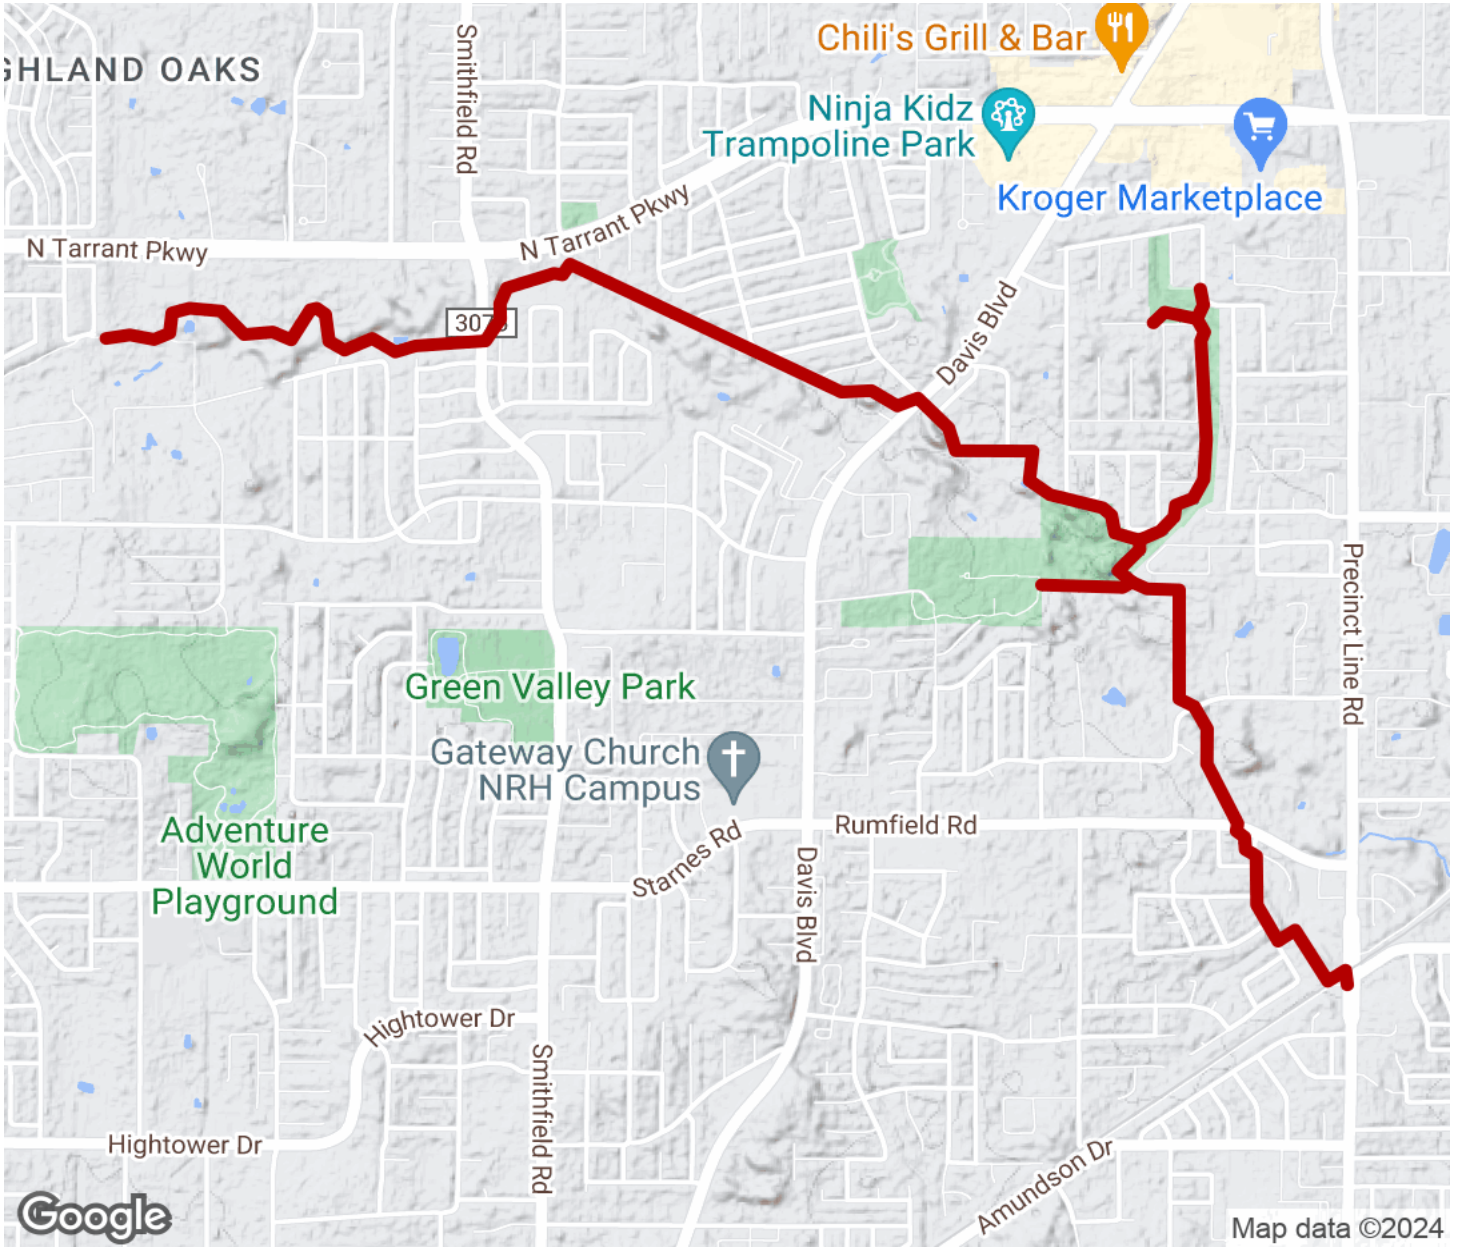 Smithfield Rd
Chili's Grill & Bar
GHLAND OAKS
Ninja Kidz
Trampoline Park
Kroger Marketplace
N Tarrant Pkwy
N Tarrant Pkwy
Davis Blvd
Precinct Line Rd
Green Valley Park
Gateway Church
NRH Campus
Adventure
World
Playground
Starnes Rd
Rumfield Rd
Davis Blvd
Hightower Dr
Smithfield Rd
Hightower Dr
Amundson Dr
Google
Map data ©2024